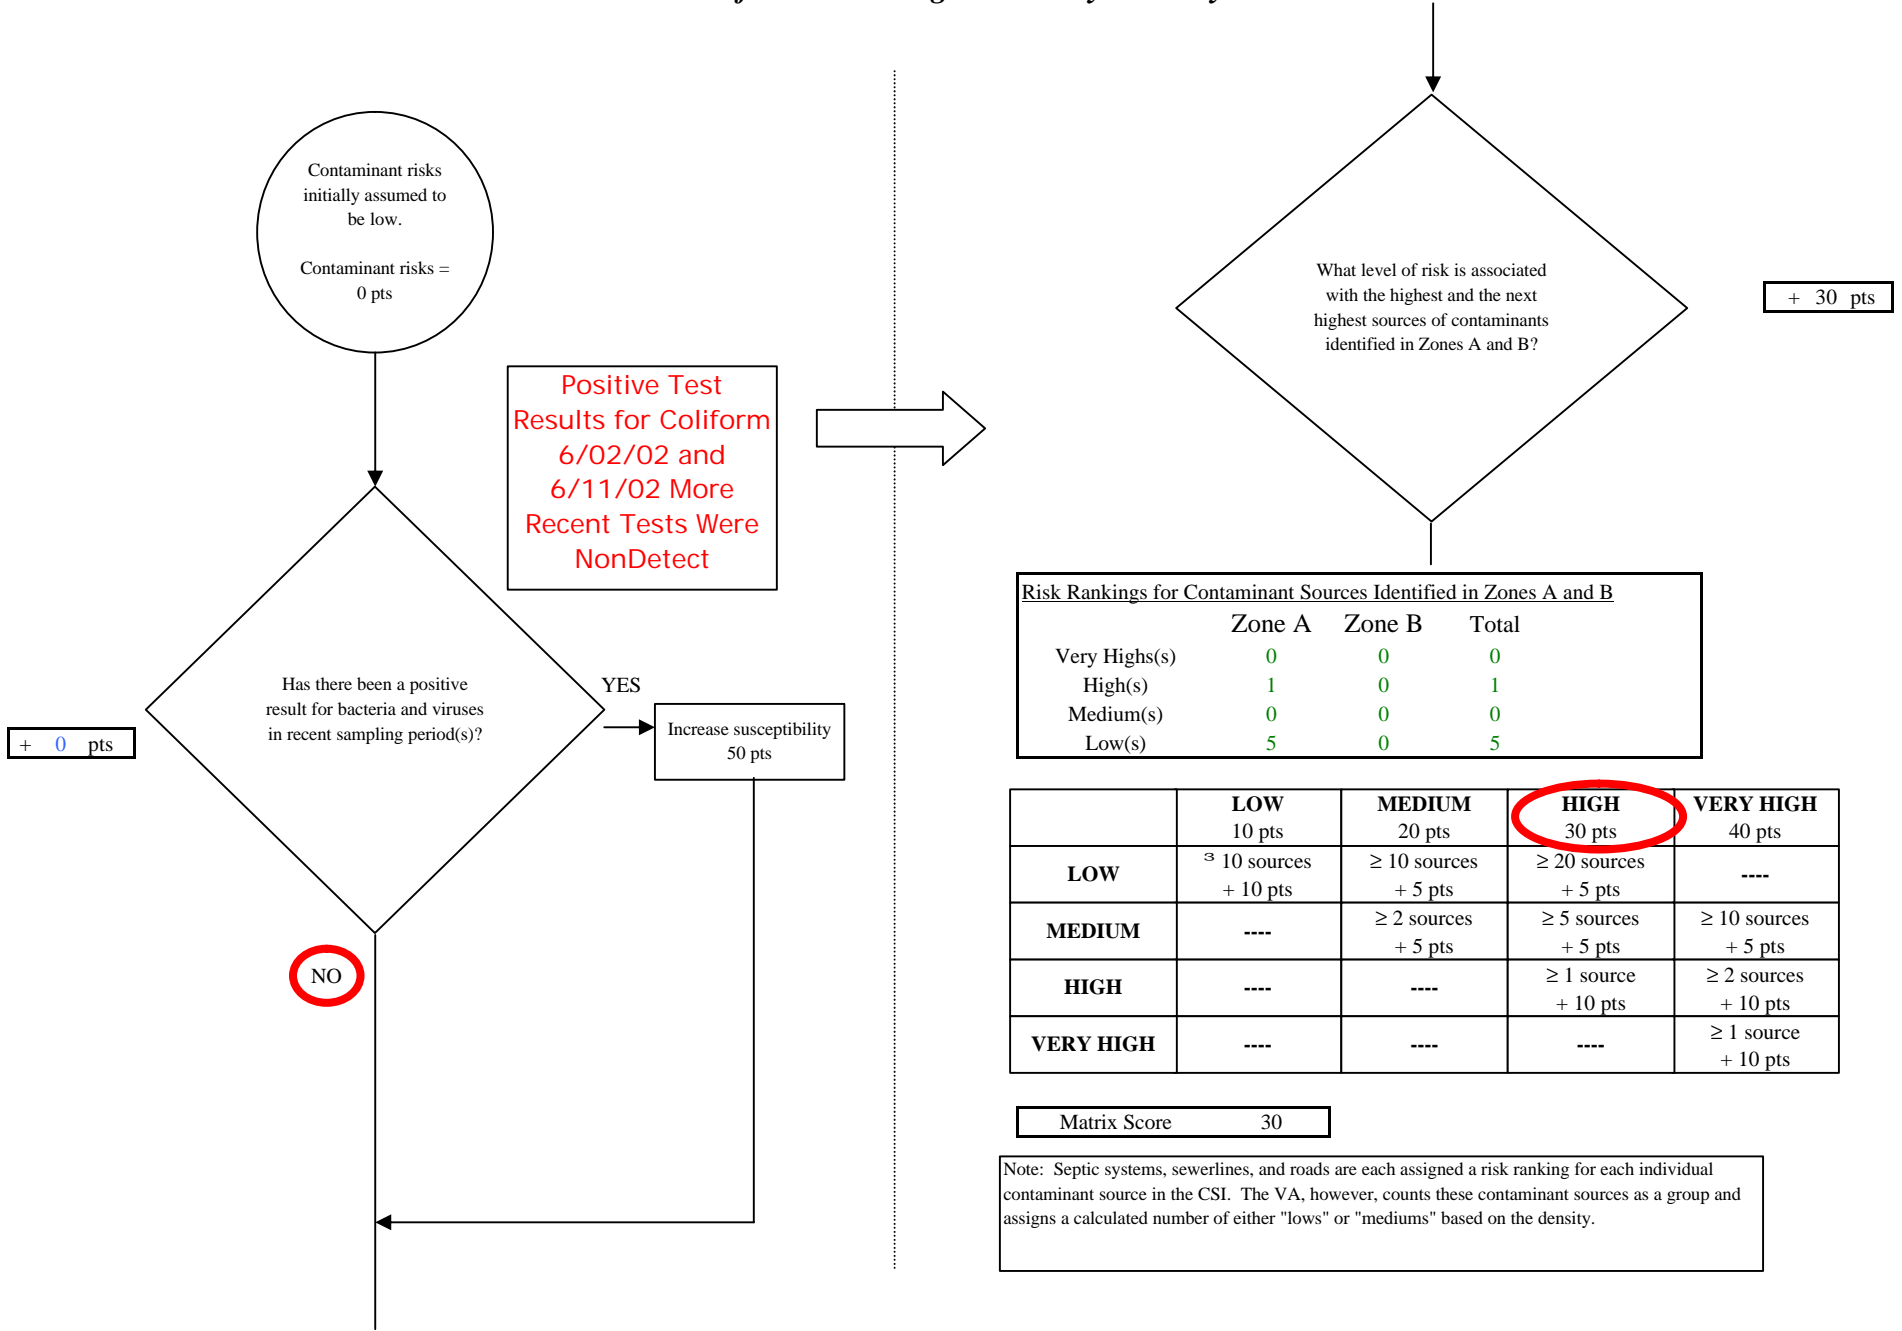 Contaminant risks
initially assumed to
be low.
Contaminant risks =
0 pts
Positive Test
Results for Coliform
6/02/02 and
6/11/02 More
Recent Tests Were
NonDetect
Has there been a positive
result for bacteria and viruses
in recent sampling period(s)?
+ 0 pts
YES
Increase susceptibility
50 pts
NO
What level of risk is associated
with the highest and the next
highest sources of contaminants
identified in Zones A and B?
+ 30 pts
Risk Rankings for Contaminant Sources Identified in Zones A and B
Zone A Zone B Total
Very Highs(s) 0 0 0
High(s) 1 0 1
Medium(s) 0 0 0
Low(s) 5 0 5
LOW MEDIUM HIGH VERY HIGH
10 pts 20 pts 30 pts 40 pts
LOW ³ 10 sources ≥ 10 sources ≥ 20 sources ----
+ 10 pts + 5 pts + 5 pts
MEDIUM ---- ≥ 2 sources ≥ 5 sources ≥ 10 sources
+ 5 pts + 5 pts + 5 pts
HIGH ---- ---- ≥ 1 source ≥ 2 sources
+ 10 pts + 10 pts
VERY HIGH ---- ---- ---- ≥ 1 source
+ 10 pts
Matrix Score 30
Note: Septic systems, sewerlines, and roads are each assigned a risk ranking for each individual
contaminant source in the CSI. The VA, however, counts these contaminant sources as a group and
assigns a calculated number of either "lows" or "mediums" based on the density.